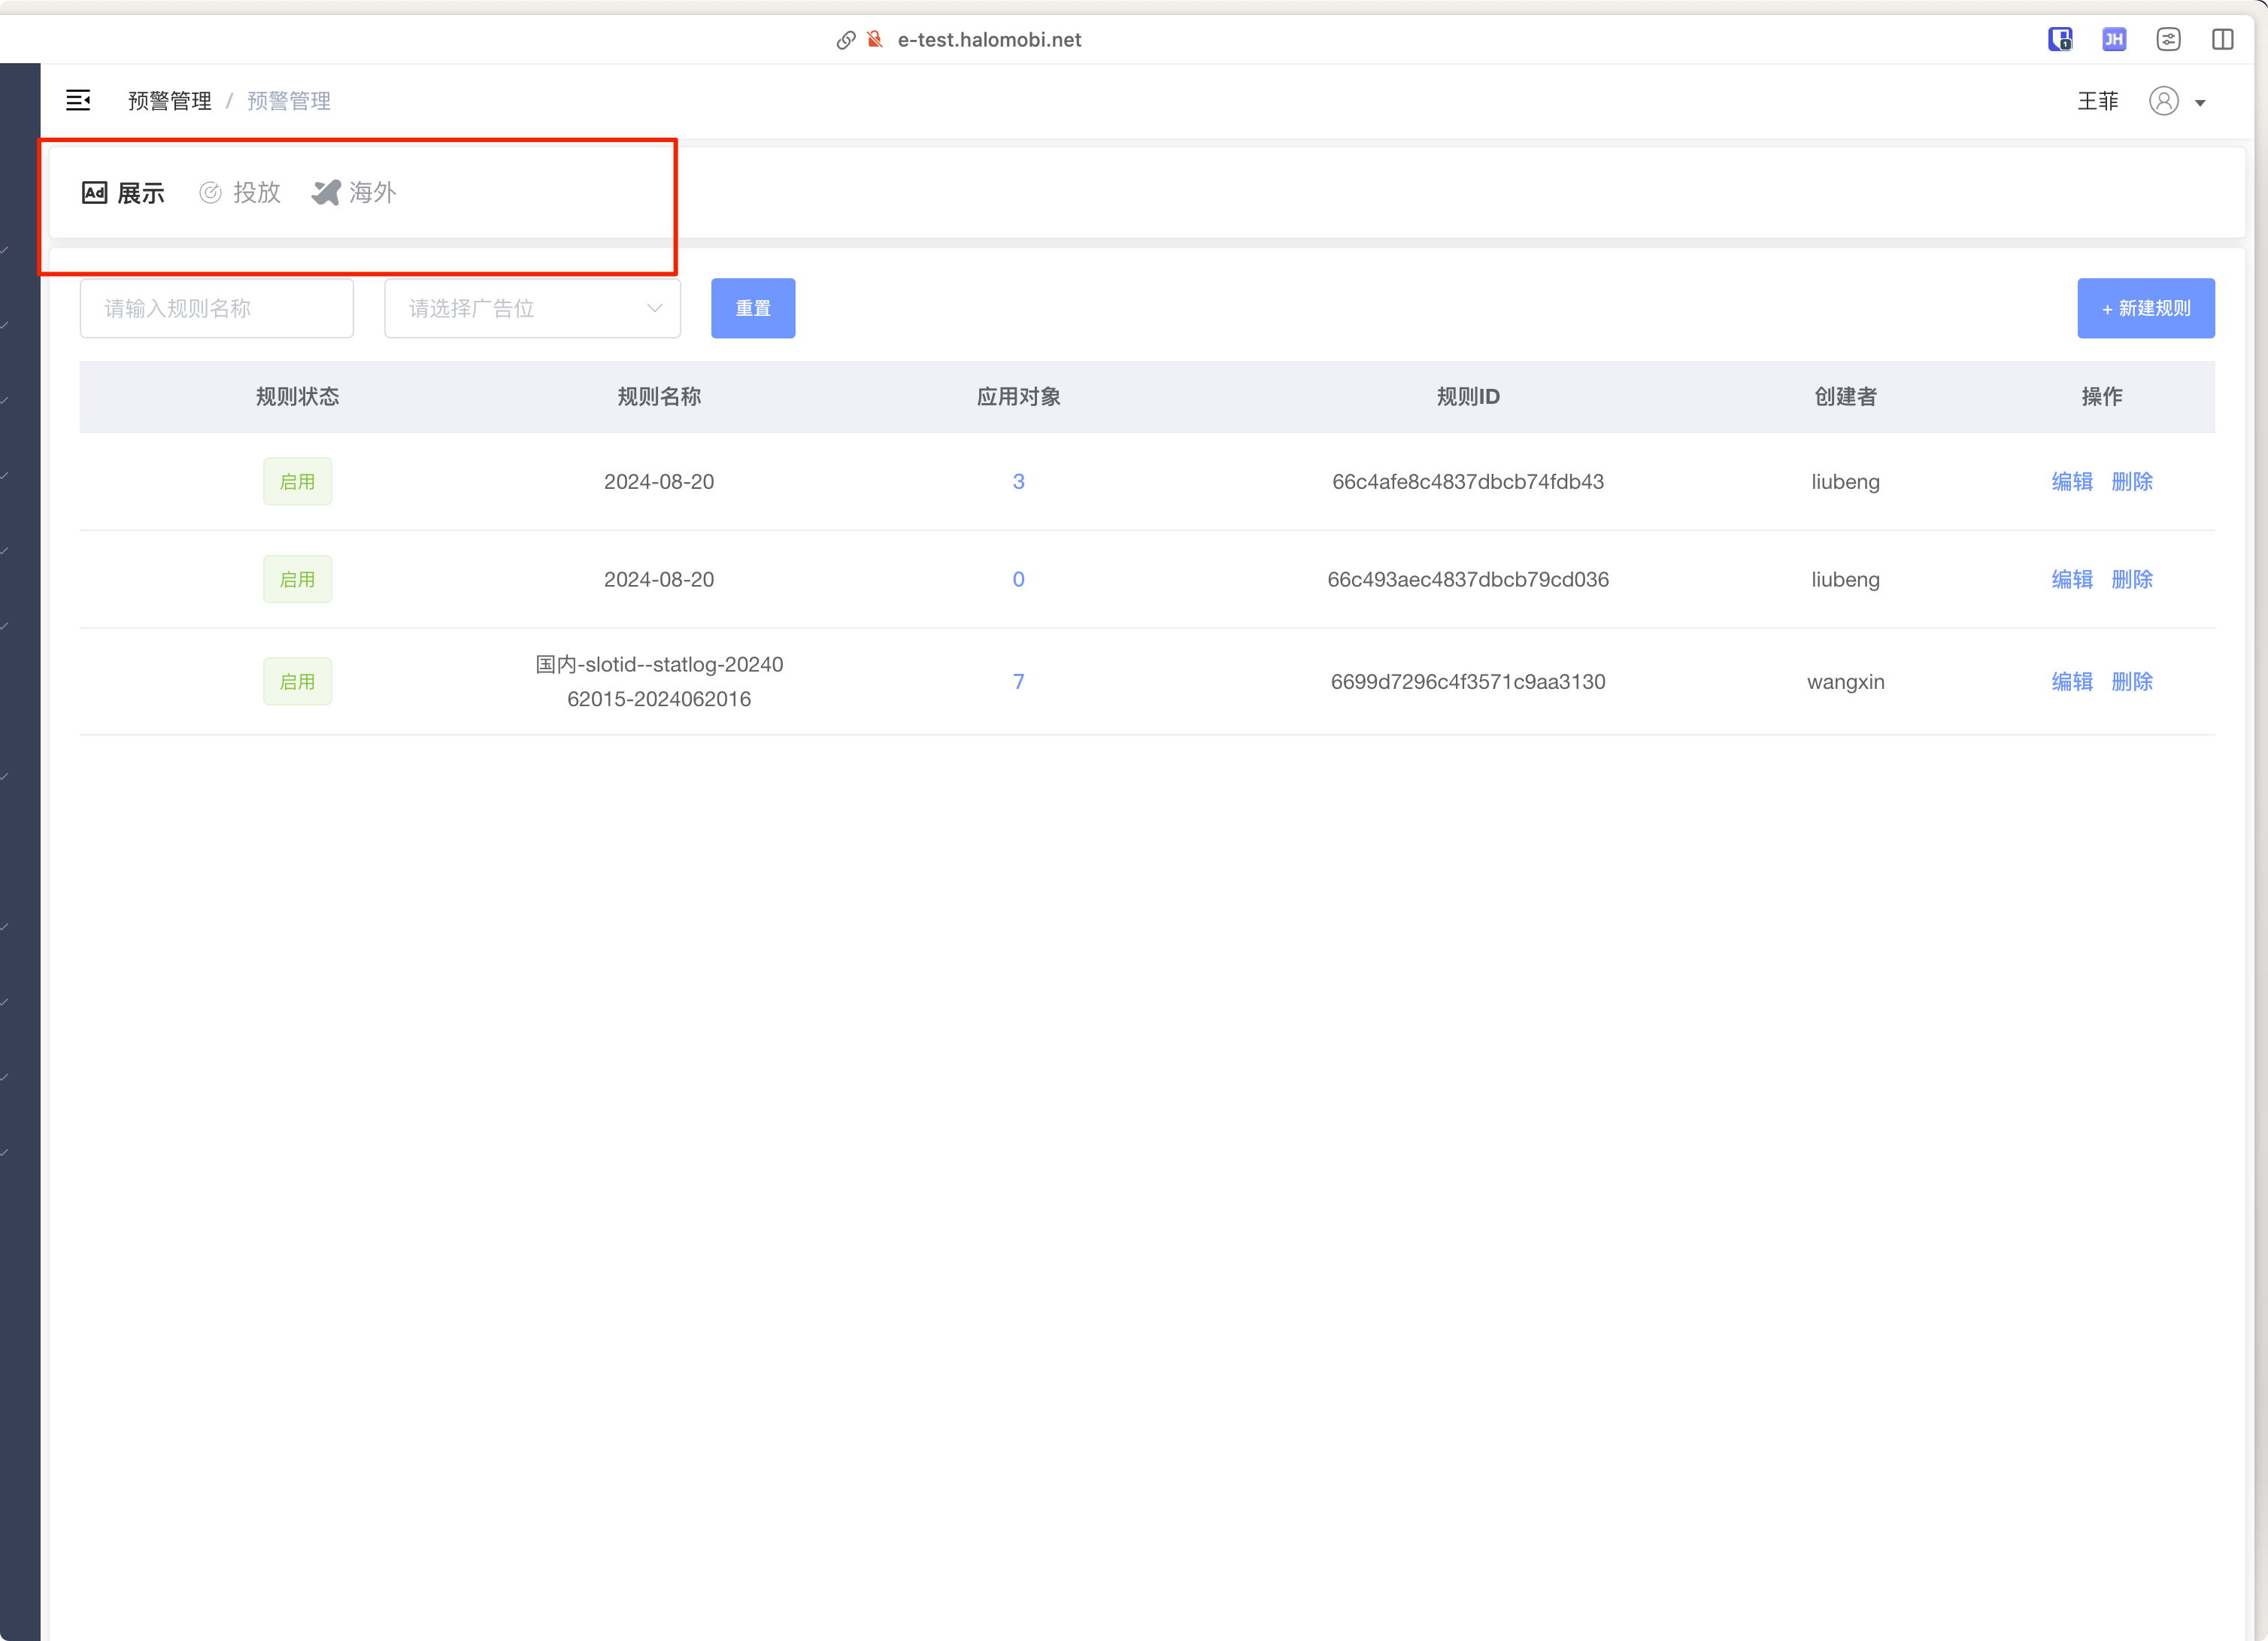 e-test.halomobi.net
1
JH
预警管理 / 预警管理
王菲
Ad 展示 投放 海外
请输入规则名称 请选择广告位 重置 + 新建规则
规则状态 规则名称 应用对象 规则ID 创建者 操作
启用 2024-08-20 3 66c4afe8c4837dbcb74fdb43 liubeng 编辑 删除
启用 2024-08-20 0 66c493aec4837dbcb79cd036 liubeng 编辑 删除
国内-slotid--statlog-20240
启用 62015-2024062016 7 6699d7296c4f3571c9aa3130 wangxin 编辑 删除